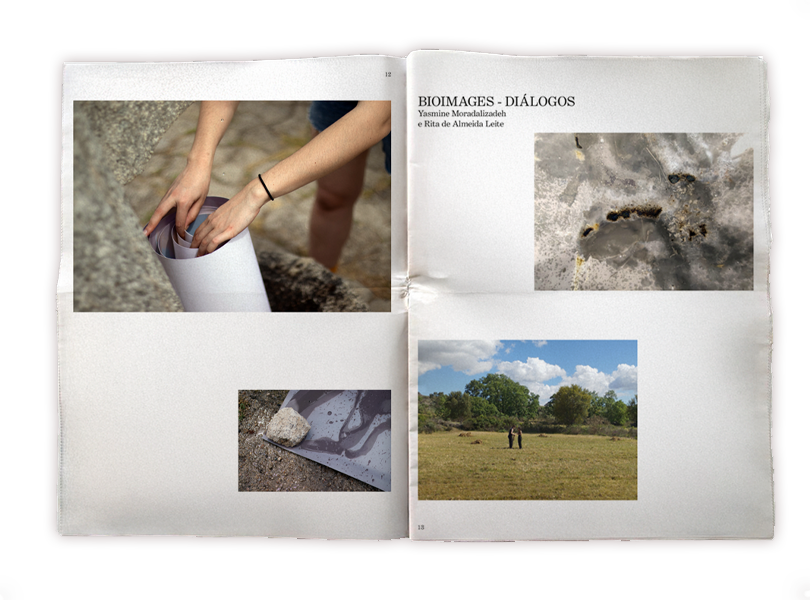 12
BIOIMAGES - DIÁLOGOS
Yasmine Moradalizadeh
e Rita de Almeida Leite
13